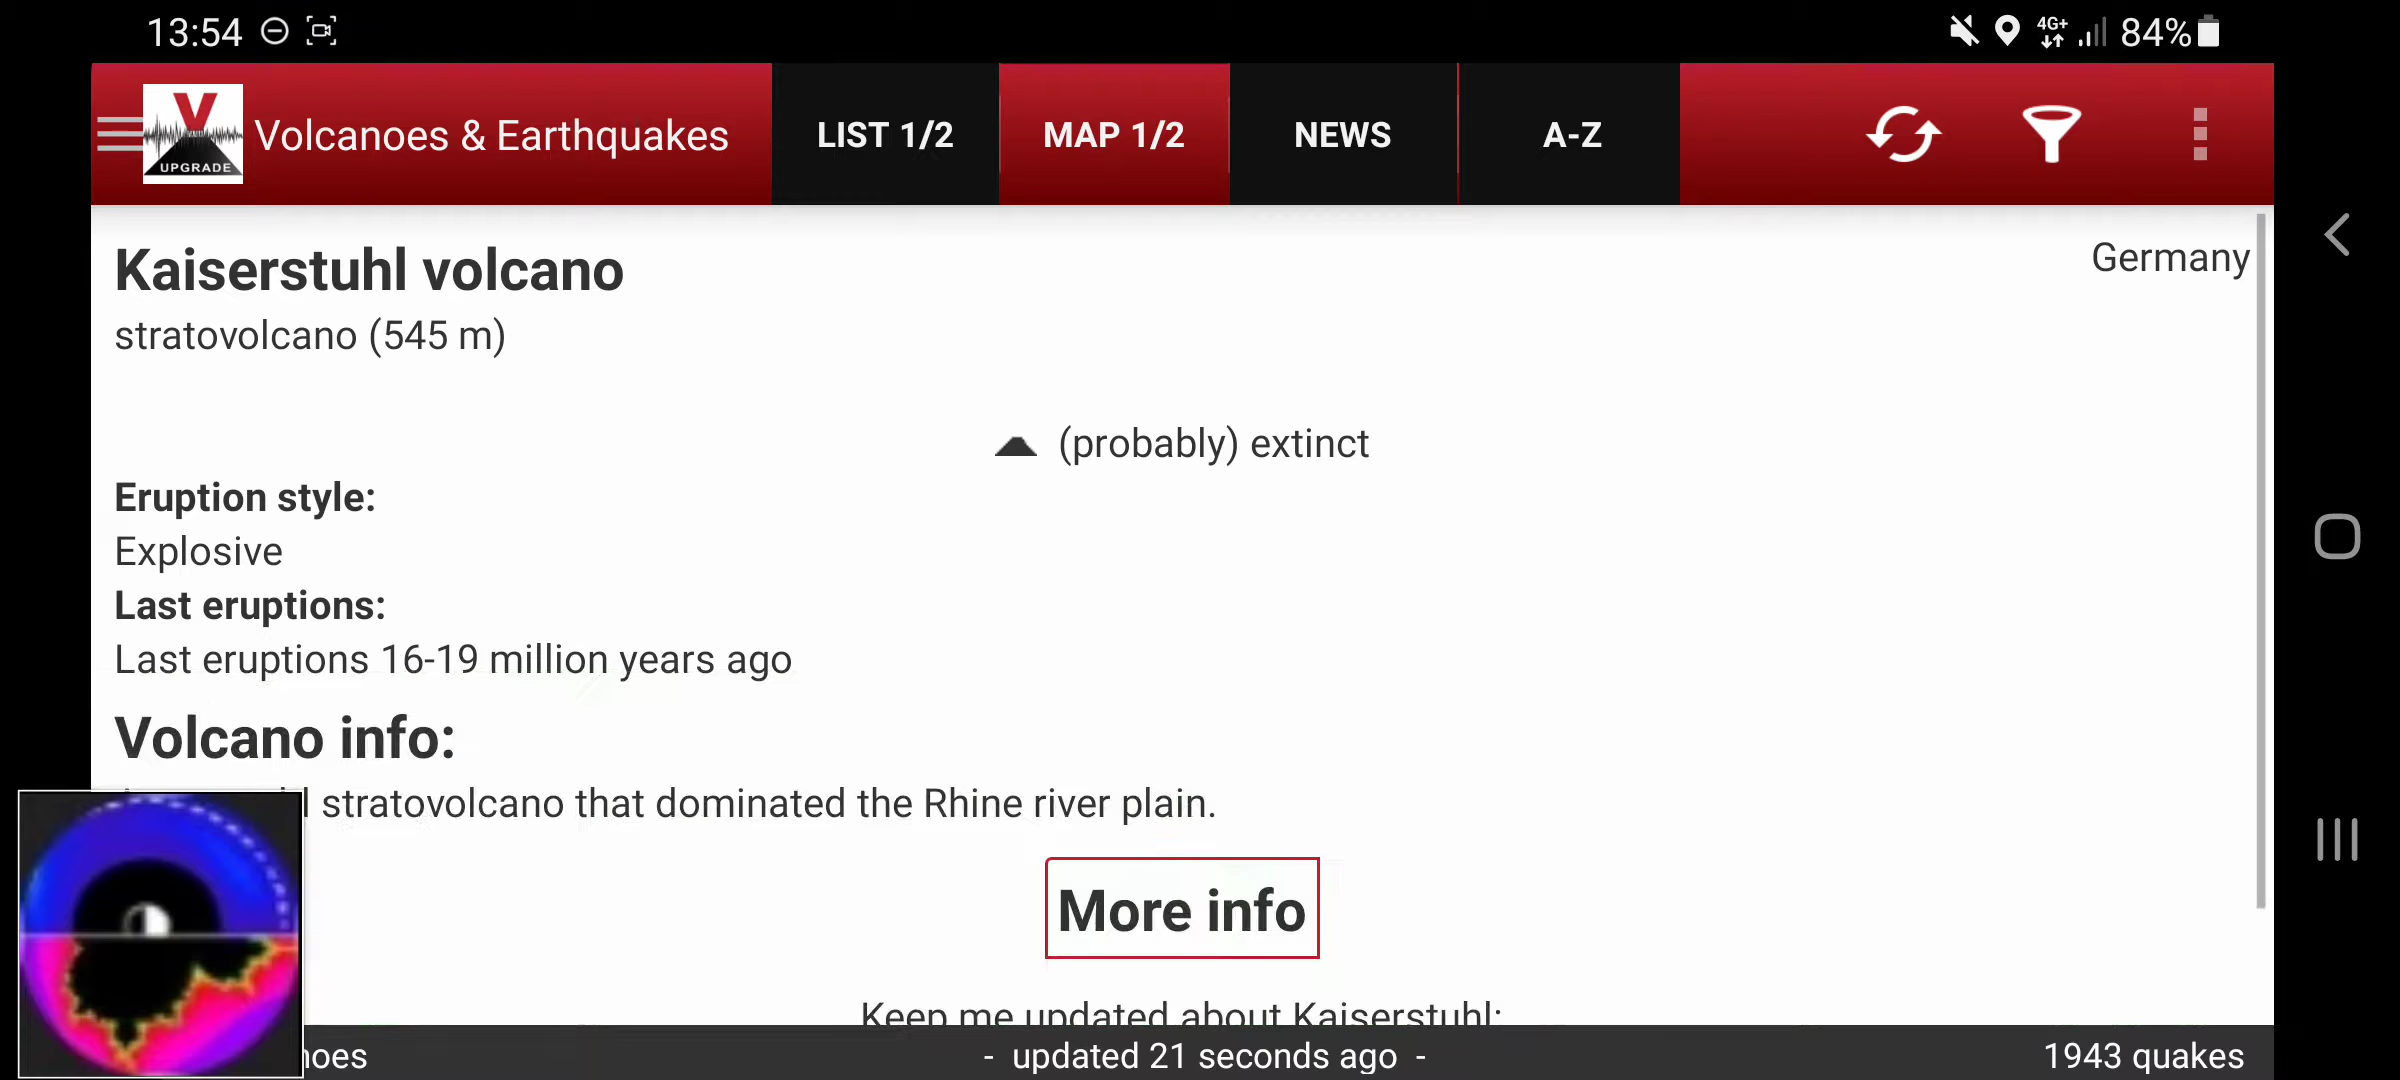 13:54
4G+ 84%
V
UPGRADE
Volcanoes & Earthquakes
LIST 1/2
MAP 1/2
NEWS
A-Z
Kaiserstuhl volcano
Germany
stratovolcano (545 m)
(probably) extinct
Eruption style:
Explosive
Last eruptions:
Last eruptions 16-19 million years ago
Volcano info:
stratovolcano that dominated the Rhine river plain.
More info
Keep me updated about Kaiserstuhl:
noes
- updated 21 seconds ago -
1943 quakes